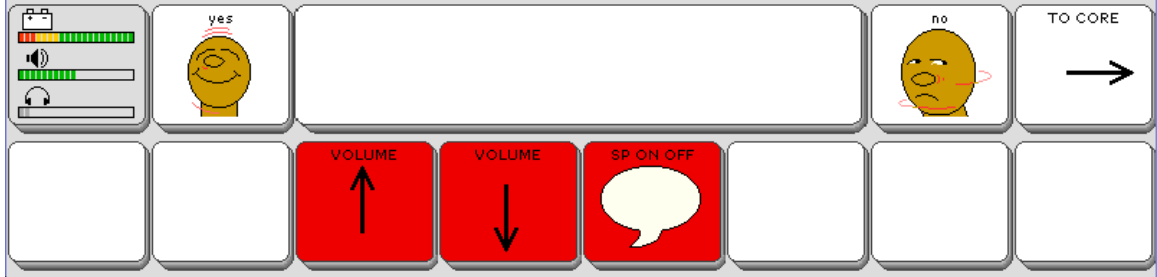 yes
no
TO CORE
VOLUME
VOLUME
SP ON OFF